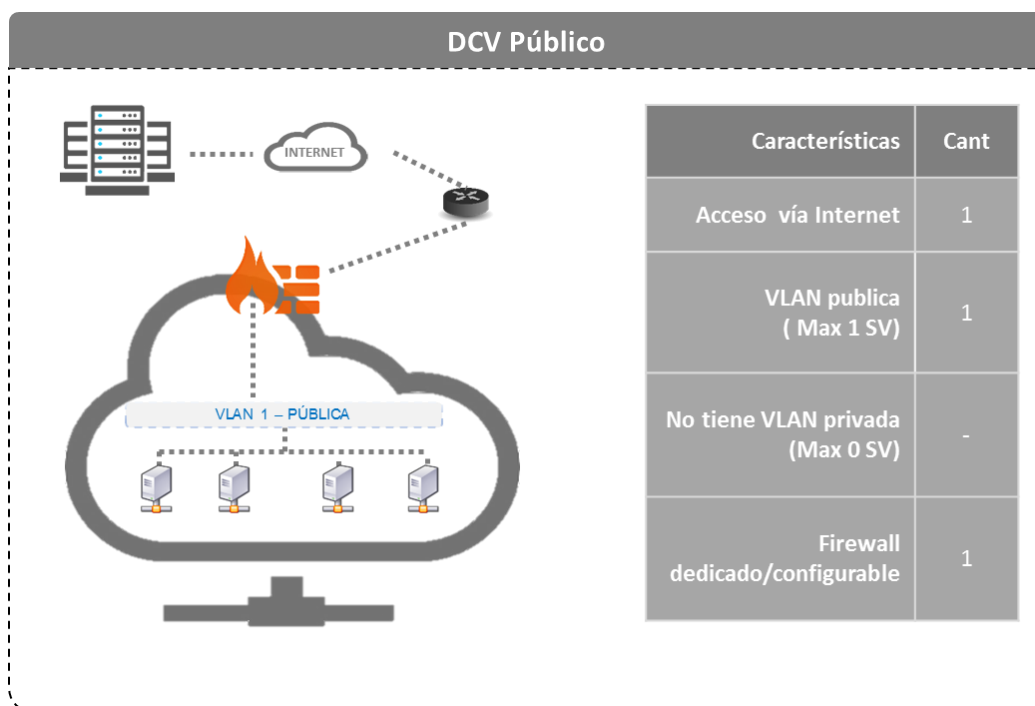 DCV Público
INTERNET
VLAN 1 – PÚBLICA
Características Cant
Acceso vía Internet 1
VLAN publica
( Max 1 SV) 1
No tiene VLAN privada
(Max 0 SV) -
Firewall
dedicado/configurable 1